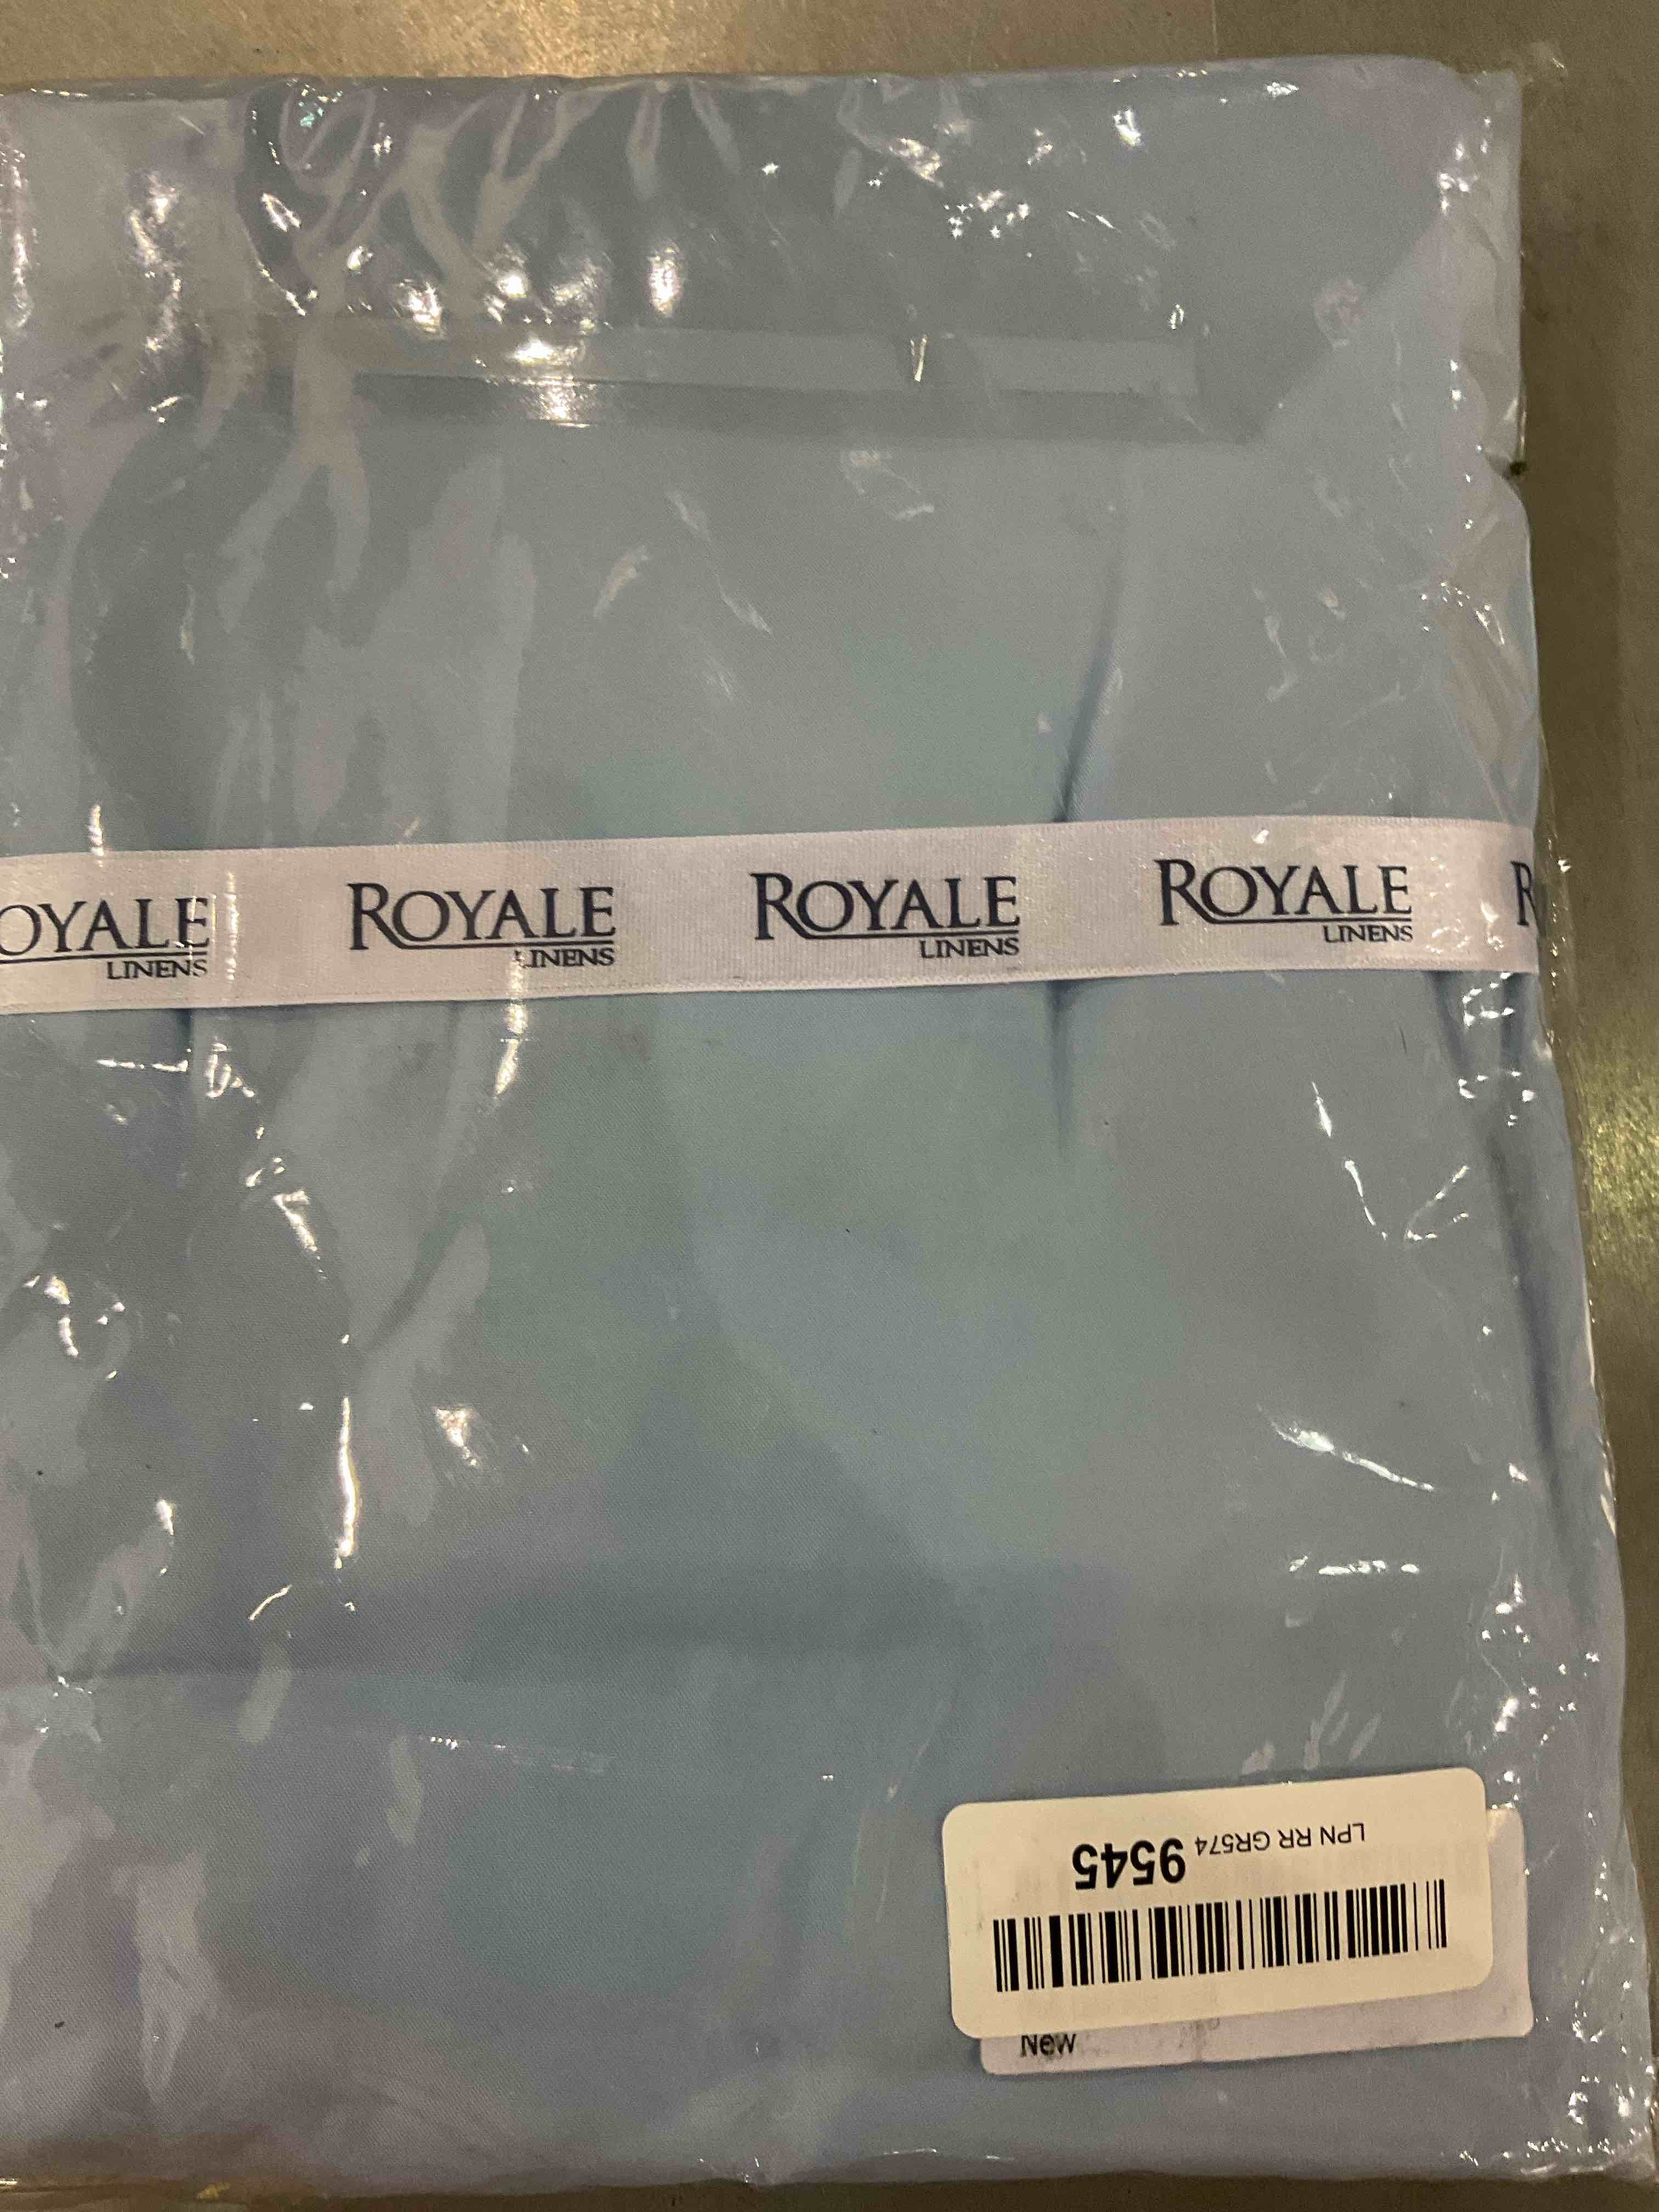 OYALE
LINENS
ROYALE
LINENS
ROYALE
LINENS
ROYALE
LINENS
R
LPN RR GR574 9545
New